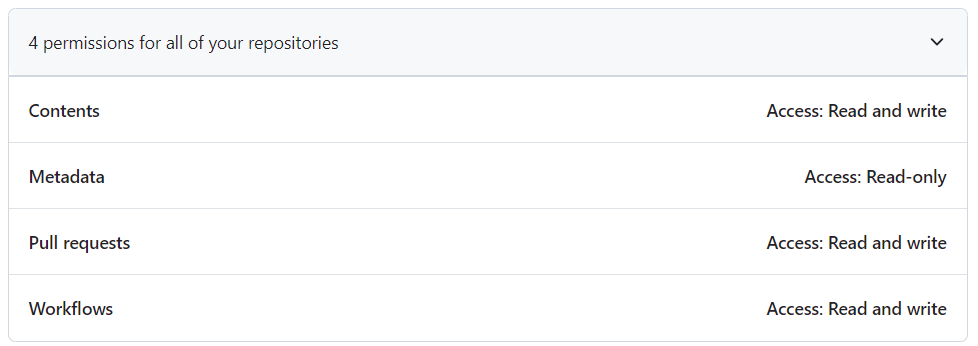 4 permissions for all of your repositories
Contents Access: Read and write
Metadata Access: Read-only
Pull requests Access: Read and write
Workflows Access: Read and write